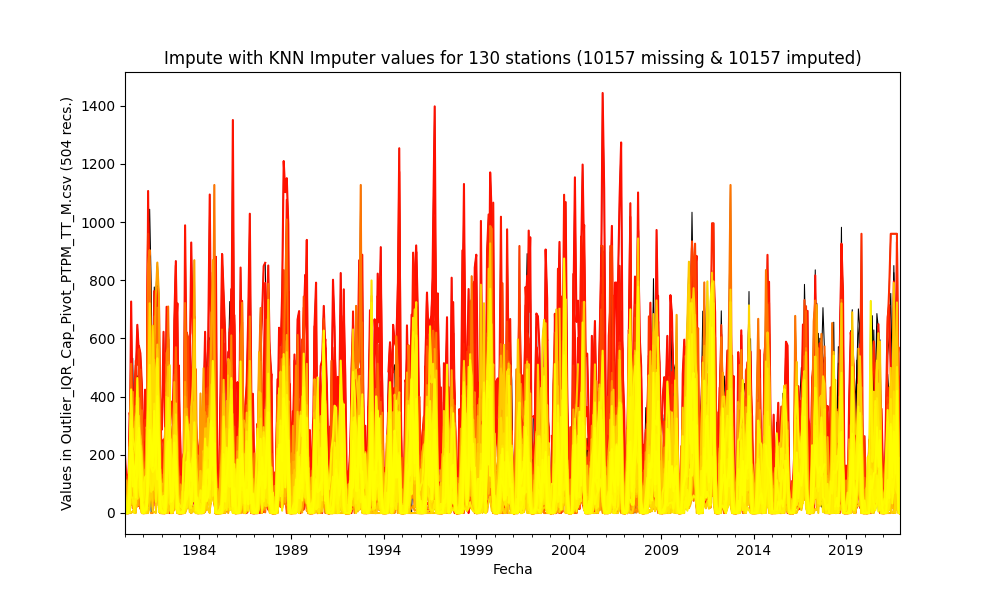 Impute with KNN Imputer values for 130 stations (10157 missing & 10157 imputed)
Values in Outlier_IQR_Cap_Pivot_PTPM_TT_M.csv (504 recs.)
1400
1200
1000
800
600
400
200
0
1984 1989 1994 1999 2004 2009 2014 2019
Fecha